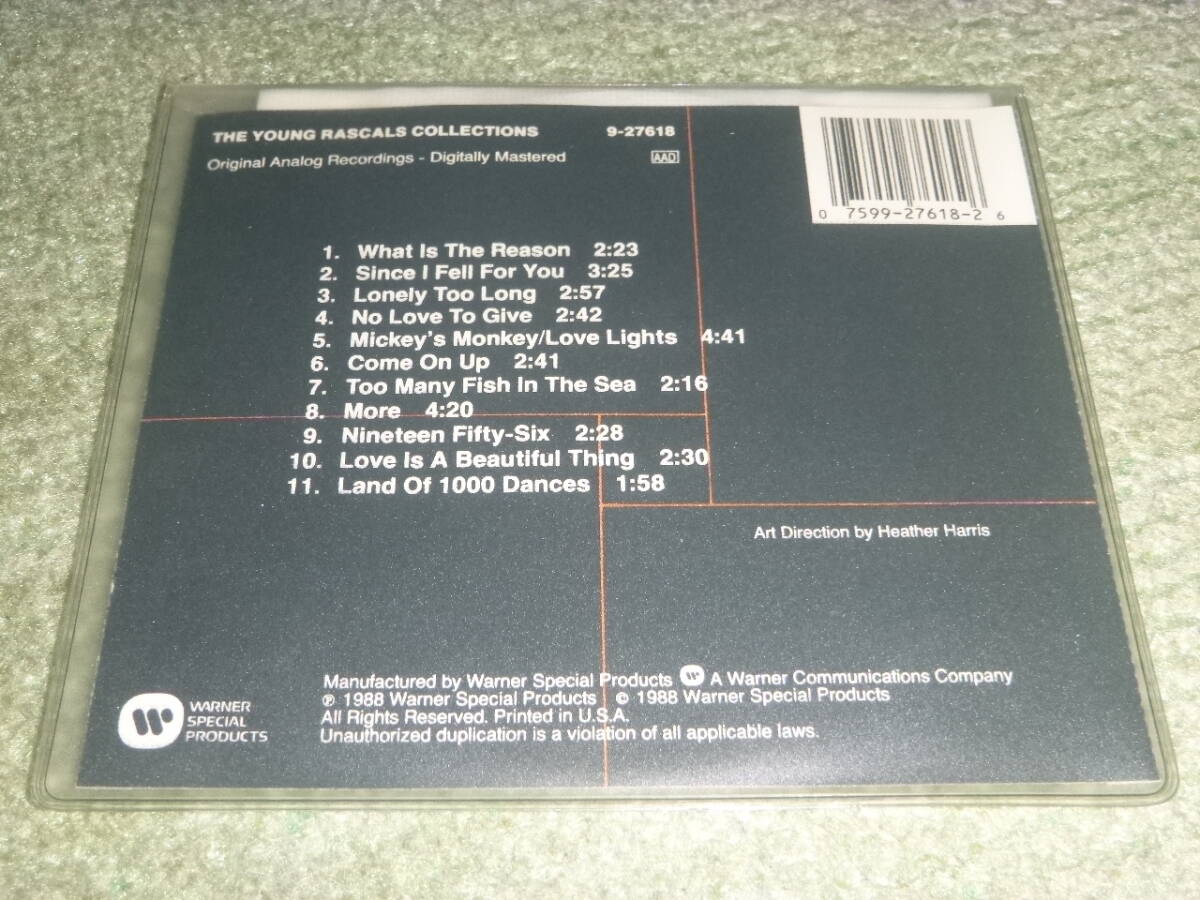 THE YOUNG RASCALS COLLECTIONS 9-27618
Original Analog Recordings - Digitally Mastered AAD
0 7599-27618-2 6
1. What Is The Reason 2:23
2. Since I Fell For You 3:25
3. Lonely Too Long 2:57
4. No Love To Give 2:42
5. Mickey's Monkey/Love Lights 4:41
6. Come On Up 2:41
7. Too Many Fish In The Sea 2:16
8. More 4:20
9. Nineteen Fifty-Six 2:28
10. Love Is A Beautiful Thing 2:30
11. Land Of 1000 Dances 1:58
Art Direction by Heather Harris
WARNER
SPECIAL
PRODUCTS
Manufactured by Warner Special Products A Warner Communications Company
℗ 1988 Warner Special Products © 1988 Warner Special Products
All Rights Reserved. Printed in U.S.A.
Unauthorized duplication is a violation of all applicable laws.